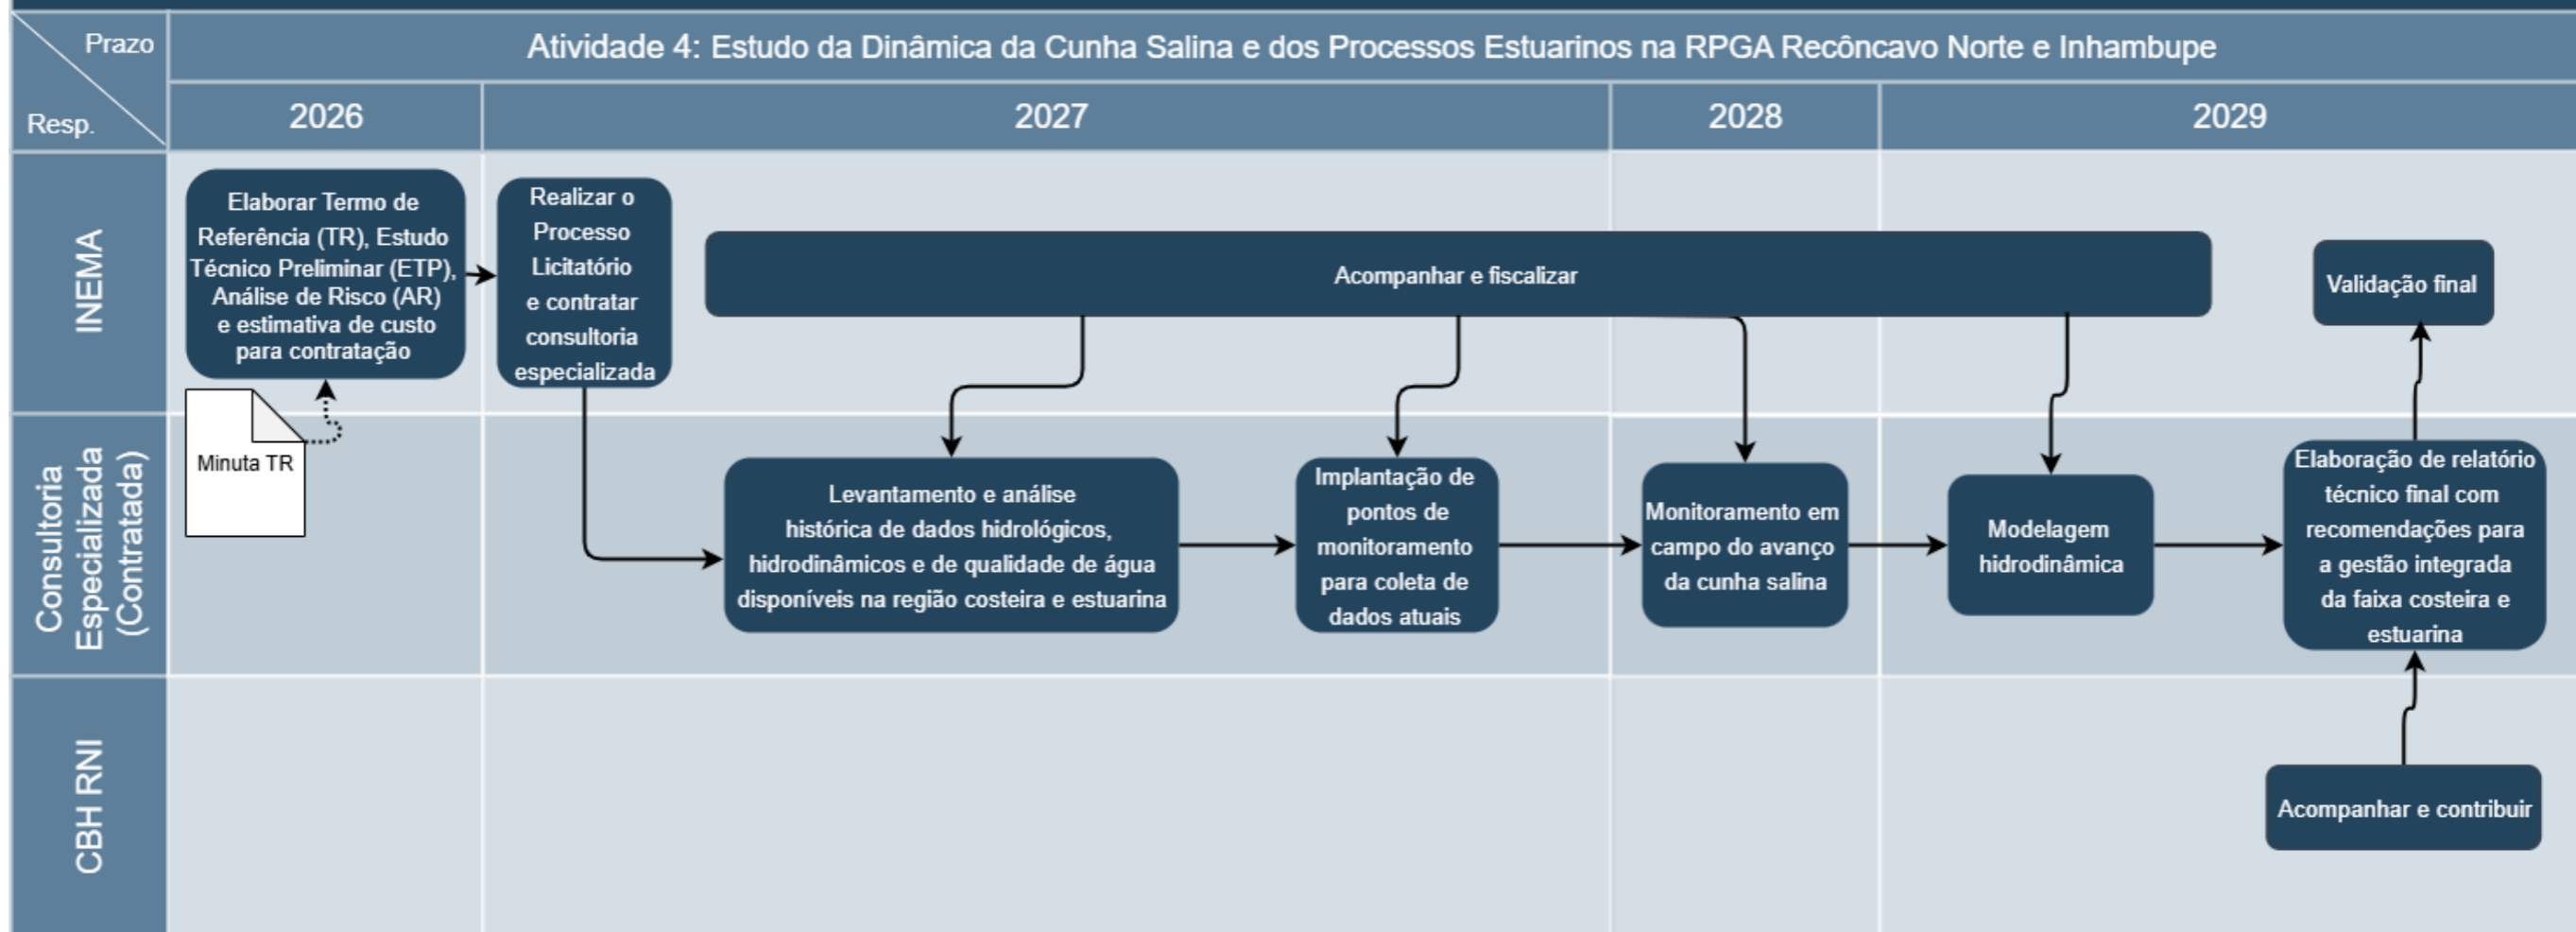 Prazo
Resp.
Atividade 4: Estudo da Dinâmica da Cunha Salina e dos Processos Estuarinos na RPGA Recôncavo Norte e Inhambupe
2026
2027
2028
2029
INEMA
Elaborar Termo de
Referência (TR), Estudo
Técnico Preliminar (ETP),
Análise de Risco (AR)
e estimativa de custo
para contratação
Realizar o
Processo
Licitatório
e contratar
consultoria
especializada
Acompanhar e fiscalizar
Validação final
Consultoria
Especializada
(Contratada)
Minuta TR
Levantamento e análise
histórica de dados hidrológicos,
hidrodinâmicos e de qualidade de água
disponíveis na região costeira e estuarina
Implantação de
pontos de
monitoramento
para coleta de
dados atuais
Monitoramento em
campo do avanço
da cunha salina
Modelagem
hidrodinâmica
Elaboração de relatório
técnico final com
recomendações para
a gestão integrada
da faixa costeira e
estuarina
CBH RNI
Acompanhar e contribuir